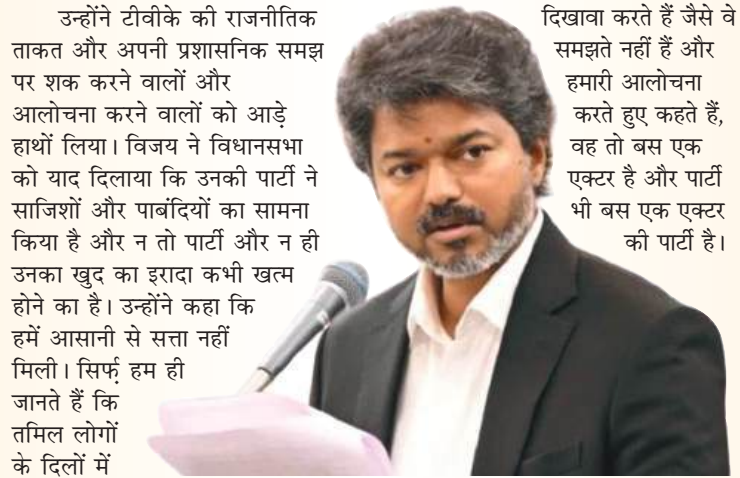 उन्होंने टीवीके की राजनीतिक
ताकत और अपनी प्रशासनिक समझ
पर शक करने वालों और
आलोचना करने वालों को आड़े
हाथों लिया। विजय ने विधानसभा
को याद दिलाया कि उनकी पार्टी ने
साजिशों और पाबंदियों का सामना
किया है और न तो पार्टी और न ही
उनका खुद का इरादा कभी खत्म
होने का है। उन्होंने कहा कि
हमें आसानी से सत्ता नहीं
मिली। सिर्फ़ हम ही
जानते हैं कि
तमिल लोगों
के दिलों में
दिखावा करते हैं जैसे वे
समझते नहीं हैं और
हमारी आलोचना
करते हुए कहते हैं,
वह तो बस एक
एक्टर है और पार्टी
भी बस एक एक्टर
की पार्टी है।